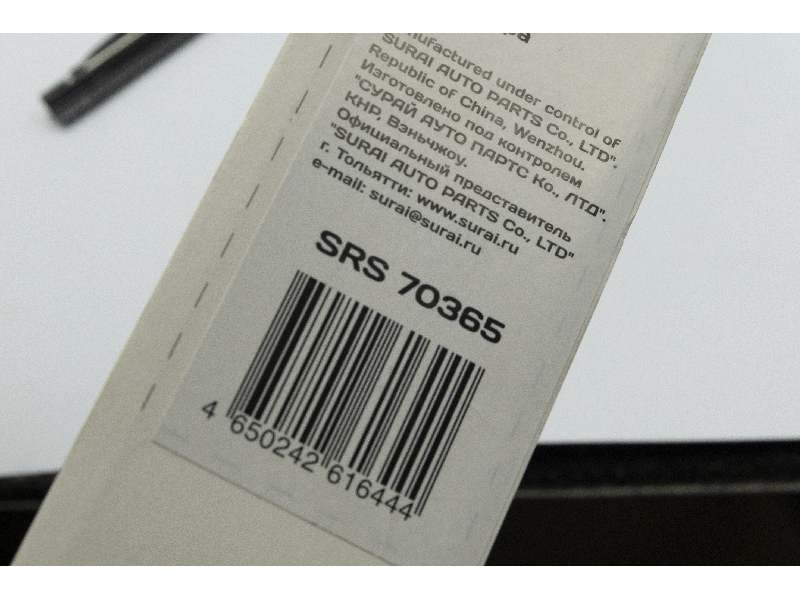 Manufactured under control of
"SURAI AUTO PARTS Co., LTD".
Republic of China, Wenzhou.
Изготовлено под контролем
"СУРАЙ АУТО ПАРТС Ко., ЛТД".
КНР, Вэньчжоу.
Официальный представитель
"SURAI AUTO PARTS Co., LTD"
г. Тольятти: www.surai.ru
e-mail: surai@surai.ru
SRS 70365
4 650242 616444